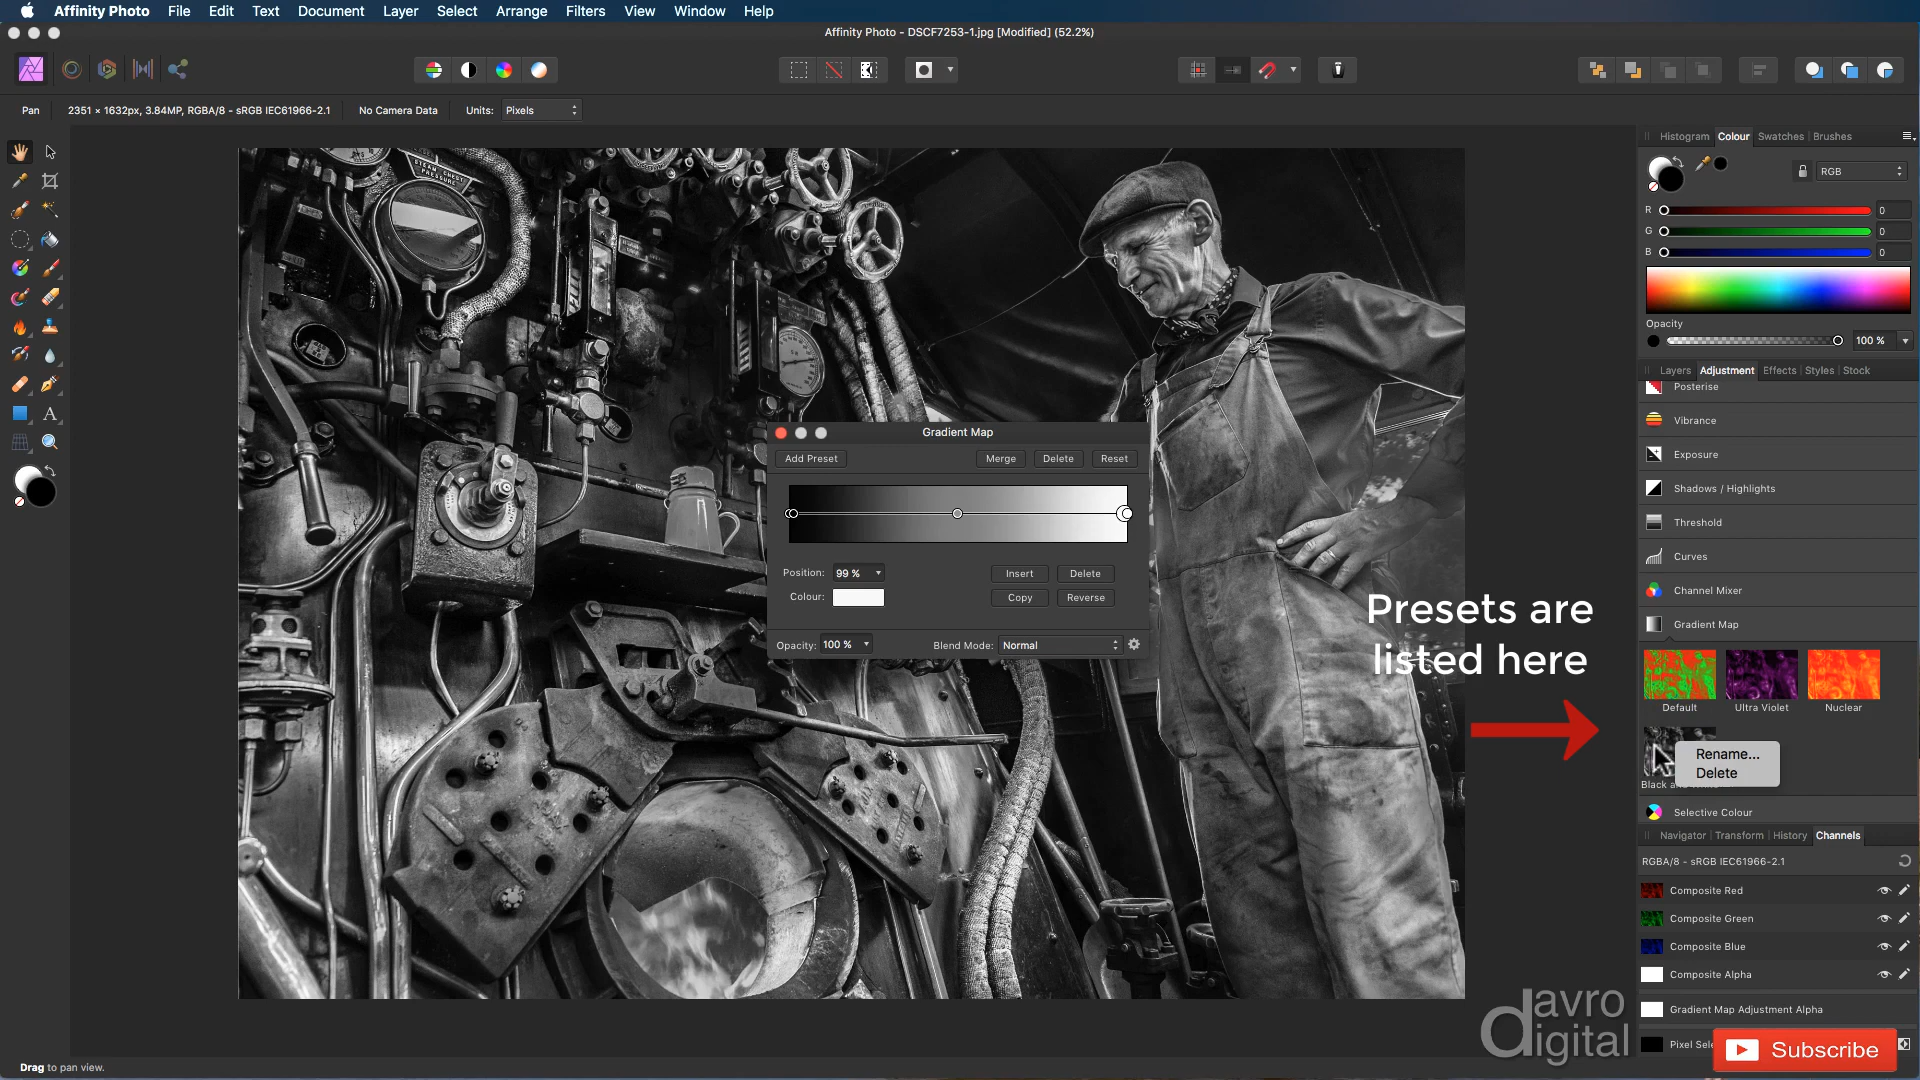 Affinity Photo File Edit Text Document Layer Select Arrange Filters View Window Help
Affinity Photo - DSCF7253-1.jpg [Modified] (52.2%)
Pan 2351 × 1632px, 3.84MP, RGBA/8 - sRGB IEC61966-2.1 No Camera Data Units: Pixels
Histogram Colour Swatches Brushes
RGB
R 0
G 0
B 0
Opacity
100 %
Layers Adjustment Effects Styles Stock
Posterise
Vibrance
Exposure
Shadows / Highlights
Threshold
Curves
Channel Mixer
Gradient Map
Default Ultra Violet Nuclear
Rename...
Delete
Black
Selective Colour
Navigator Transform History Channels
RGBA/8 - sRGB IEC61966-2.1
Composite Red
Composite Green
Composite Blue
Composite Alpha
Gradient Map Adjustment Alpha
Pixel
Subscribe
STEAM CHEST
PRESSURE
Gradient Map
Add Preset Merge Delete Reset
Position: 99 % Insert Delete
Colour: Copy Reverse
Opacity: 100 % Blend Mode: Normal
Presets are
listed here
davro
digital
A
Drag to pan view.